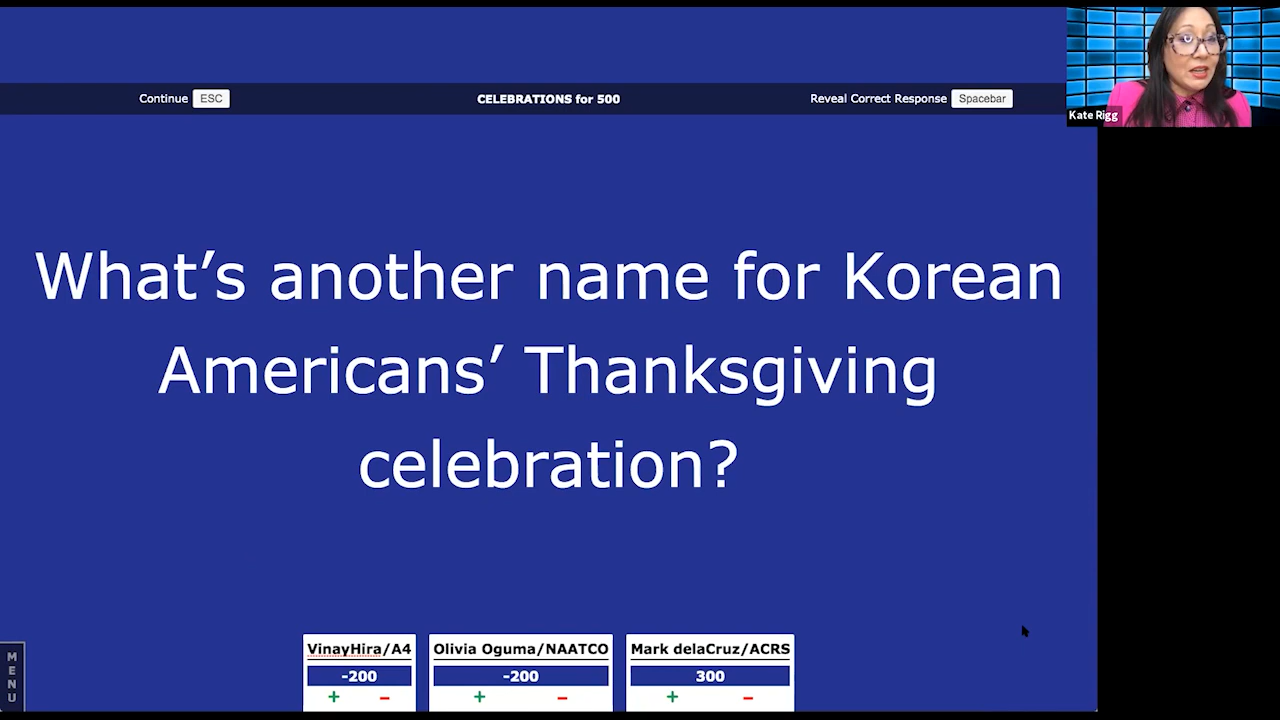 Continue ESC
CELEBRATIONS for 500
Reveal Correct Response Spacebar
Kate Rigg
What’s another name for Korean
Americans’ Thanksgiving
celebration?
MENU
VinayHira/A4
-200
+ −
Olivia Oguma/NAATCO
-200
+ −
Mark delaCruz/ACRS
300
+ −